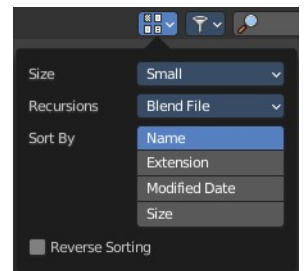 Size Small
Recursions Blend File
Sort By Name
Extension
Modified Date
Size
Reverse Sorting